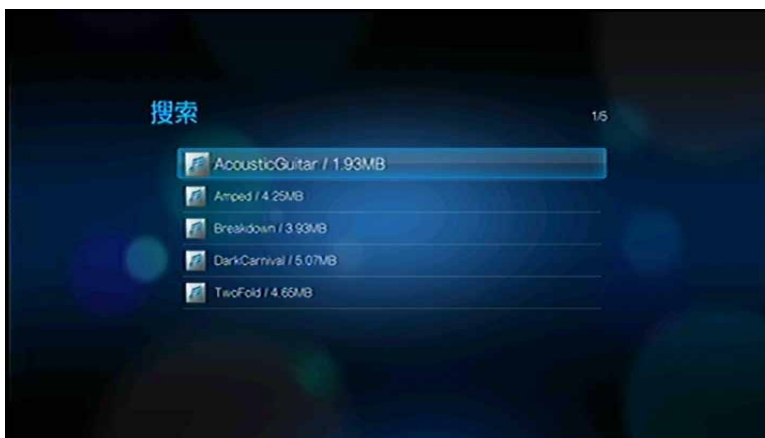 搜索
1/5
AcousticGuitar / 1.93MB
Amped / 4.25MB
Breakdown / 3.93MB
DarkCarnival / 5.07MB
TwoFold / 4.65MB